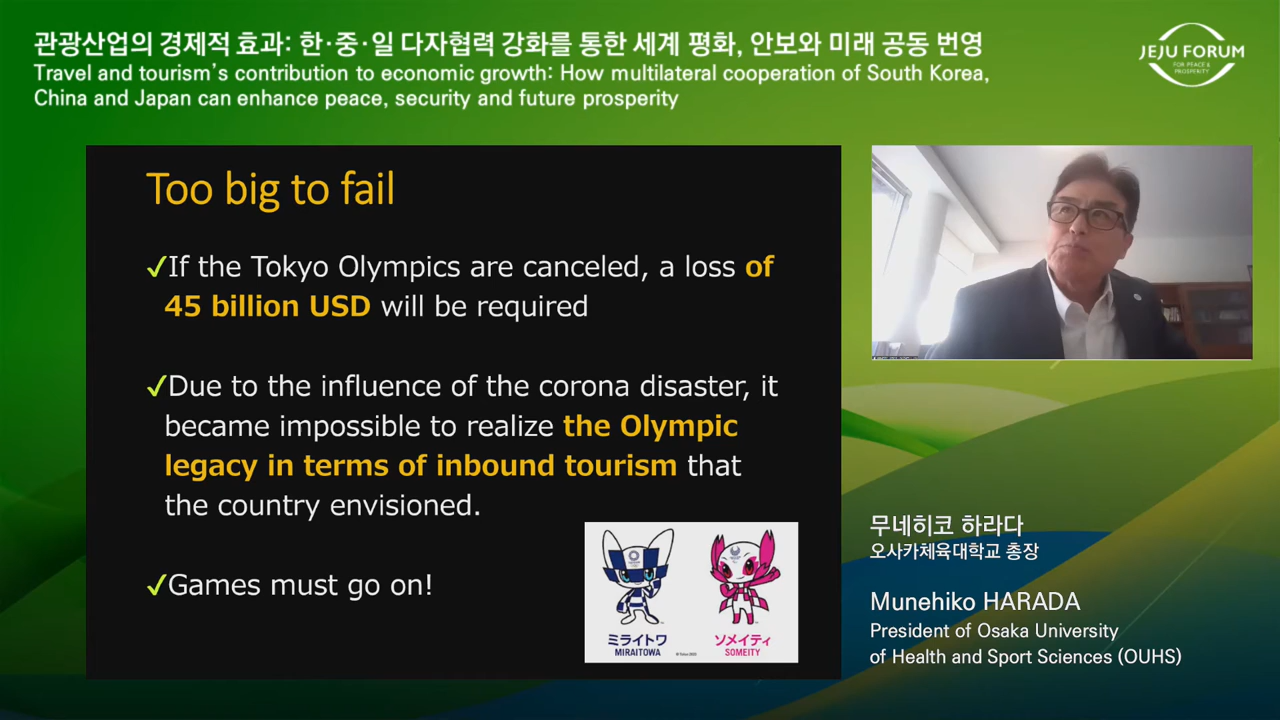 관광산업의 경제적 효과: 한·중·일 다자협력 강화를 통한 세계 평화, 안보와 미래 공동 번영
Travel and tourism's contribution to economic growth: How multilateral cooperation of South Korea,
China and Japan can enhance peace, security and future prosperity
JEJU FORUM
FOR PEACE &
PROSPERITY
Too big to fail
✓If the Tokyo Olympics are canceled, a loss of
45 billion USD will be required
✓Due to the influence of the corona disaster, it
became impossible to realize the Olympic
legacy in terms of inbound tourism that
the country envisioned.
✓Games must go on!
ミライトワ
MIRAITOWA
ソメイティ
SOMEITY
무네히코 하라다
오사카체육대학교 총장
Munehiko HARADA
President of Osaka University
of Health and Sport Sciences (OUHS)